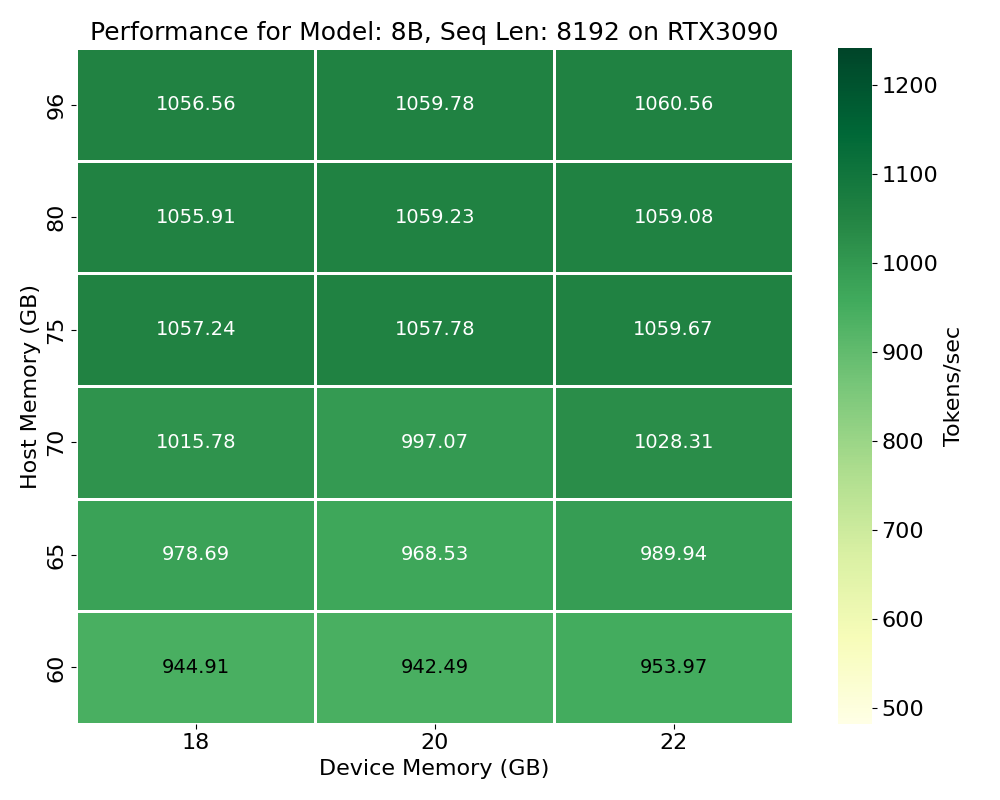 Performance for Model: 8B, Seq Len: 8192 on RTX3090
Host Memory (GB)
96 1056.56 1059.78 1060.56
80 1055.91 1059.23 1059.08
75 1057.24 1057.78 1059.67
70 1015.78 997.07 1028.31
65 978.69 968.53 989.94
60 944.91 942.49 953.97
18 20 22
Device Memory (GB)
1200
1100
1000
900
800
700
600
500
Tokens/sec